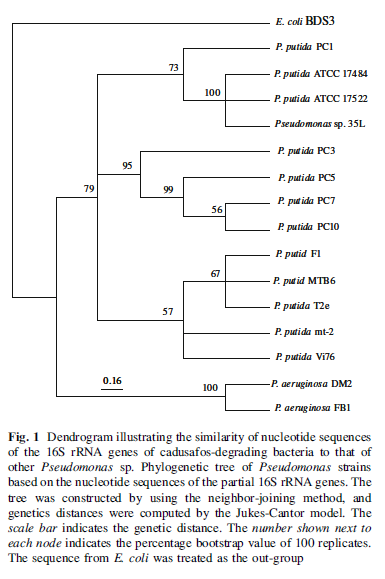 E. coli BDS3
P. putida PC1
73
P. putida ATCC 17484
100
P. putida ATCC 17522
Pseudomonas sp. 35L
P. putida PC3
95
P. putida PC5
79
99
P. putida PC7
56
P. putida PC10
P. putid F1
67
P. putid MTB6
P. putida T2e
57
P. putida mt-2
P. putida Vi76
0.16
100
P. aeruginosa DM2
P. aeruginosa FB1
Fig. 1 Dendrogram illustrating the similarity of nucleotide sequences
of the 16S rRNA genes of cadusafos-degrading bacteria to that of
other Pseudomonas sp. Phylogenetic tree of Pseudomonas strains
based on the nucleotide sequences of the partial 16S rRNA genes. The
tree was constructed by using the neighbor-joining method, and
genetics distances were computed by the Jukes-Cantor model. The
scale bar indicates the genetic distance. The number shown next to
each node indicates the percentage bootstrap value of 100 replicates.
The sequence from E. coli was treated as the out-group